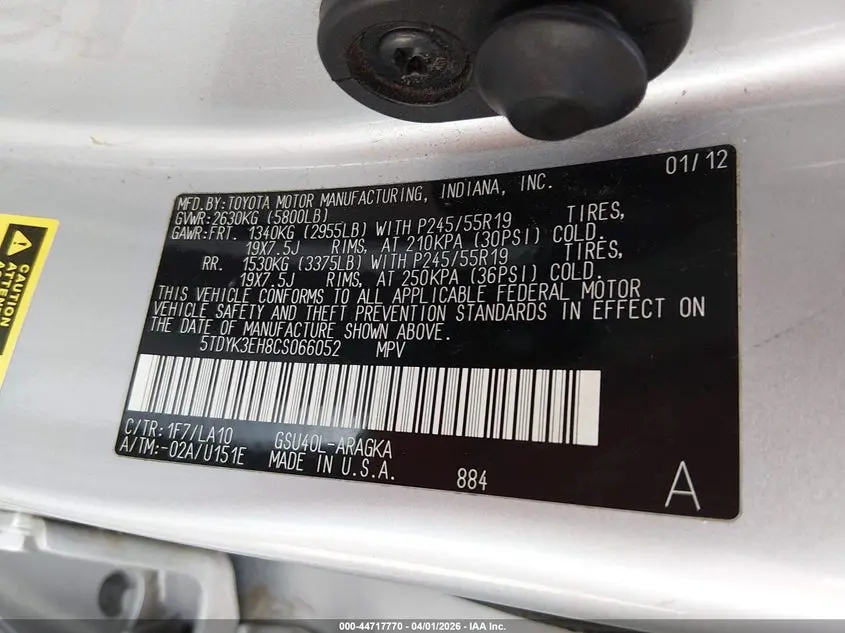 01/12
MFD. BY: TOYOTA MOTOR MANUFACTURING, INDIANA, INC.
GVWR: 2630KG (5800LB)
GAWR: FRT. 1340KG (2955LB) WITH P245/55R19 TIRES,
19X7.5J RIMS, AT 210KPA (30PSI) COLD.
RR. 1530KG (3375LB) WITH P245/55R19 TIRES,
19X7.5J RIMS, AT 250KPA (36PSI) COLD.
THIS VEHICLE CONFORMS TO ALL APPLICABLE FEDERAL MOTOR
VEHICLE SAFETY AND THEFT PREVENTION STANDARDS IN EFFECT ON
THE DATE OF MANUFACTURE SHOWN ABOVE.
5TDYK3EH8CS066052 MPV
C/TR: 1F7/LA10 GSU40L-ARAGKA
A/TM: -02A/U151E MADE IN U.S.A.
884
A
CAUTION
000-44717770 - 04/01/2026 - IAA Inc.